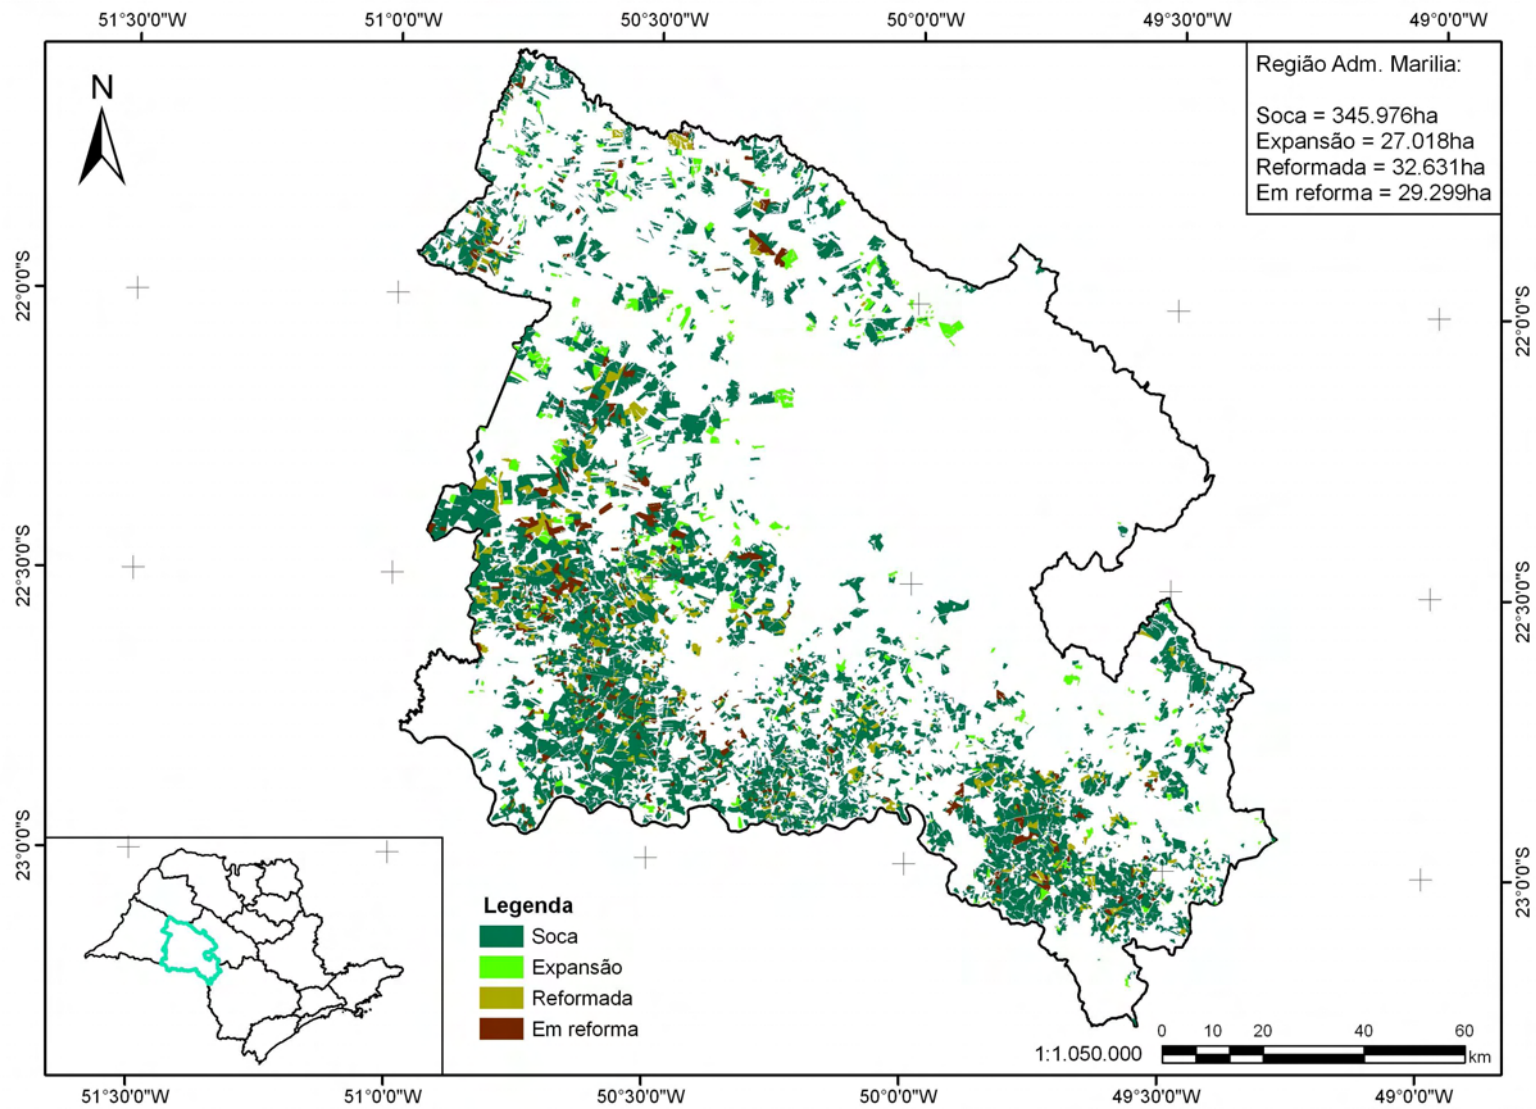 51°30'0"W 51°0'0"W 50°30'0"W 50°0'0"W 49°30'0"W 49°0'0"W
N
Região Adm. Marilia:
Soca = 345.976ha
Expansão = 27.018ha
Reformada = 32.631ha
Em reforma = 29.299ha
22°0'0"S
22°0'0"S
22°30'0"S
22°30'0"S
23°0'0"S
23°0'0"S
Legenda
Soca
Expansão
Reformada
Em reforma
0 10 20 40 60
1:1.050.000 km
51°30'0"W 51°0'0"W 50°30'0"W 50°0'0"W 49°30'0"W 49°0'0"W